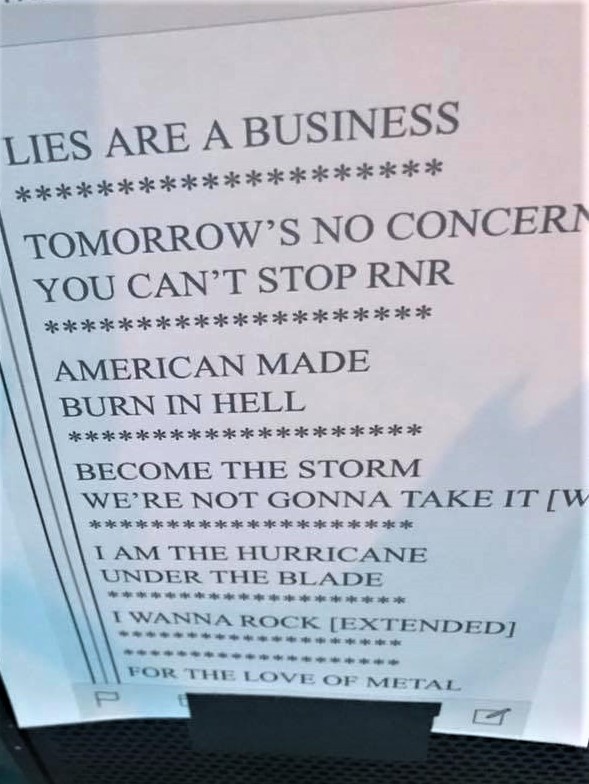 LIES ARE A BUSINESS
*********************
TOMORROW'S NO CONCERN
YOU CAN'T STOP RNR
*********************
AMERICAN MADE
BURN IN HELL
*********************
BECOME THE STORM
WE'RE NOT GONNA TAKE IT [W
*********************
I AM THE HURRICANE
UNDER THE BLADE
*********************
I WANNA ROCK [EXTENDED]
*********************
*********************
FOR THE LOVE OF METAL